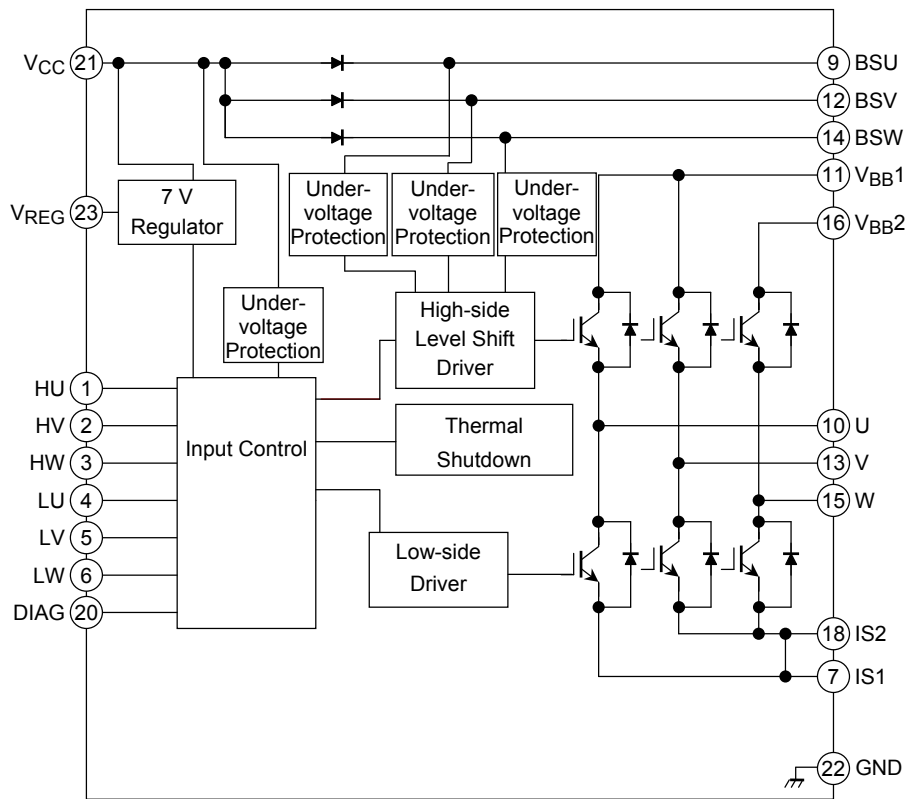 VCC 21
9 BSU
12 BSV
14 BSW
11 VBB1
16 VBB2
VREG 23
7 V
Regulator
Under-
voltage
Protection
Under-
voltage
Protection
Under-
voltage
Protection
Under-
voltage
Protection
High-side
Level Shift
Driver
HU 1
HV 2
HW 3
LU 4
LV 5
LW 6
DIAG 20
Input Control
Thermal
Shutdown
Low-side
Driver
10 U
13 V
15 W
18 IS2
7 IS1
22 GND